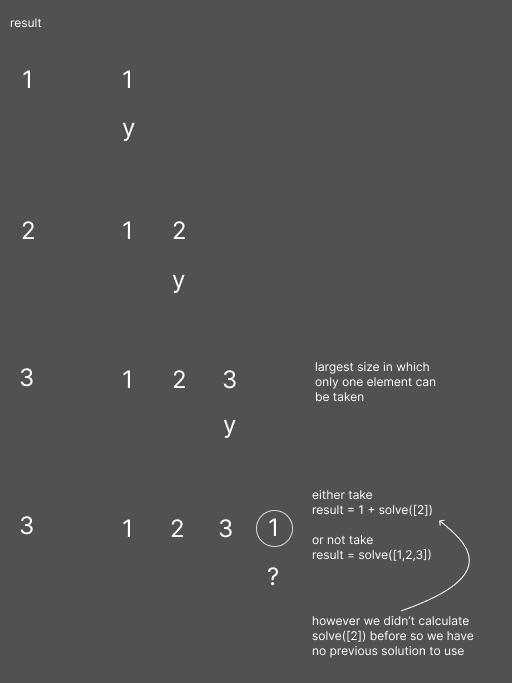 result
1 1
y
2 1 2
y
3 1 2 3
y
largest size in which
only one element can
be taken
3 1 2 3 1
?
either take
result = 1 + solve([2])
or not take
result = solve([1,2,3])
however we didn't calculate
solve([2]) before so we have
no previous solution to use